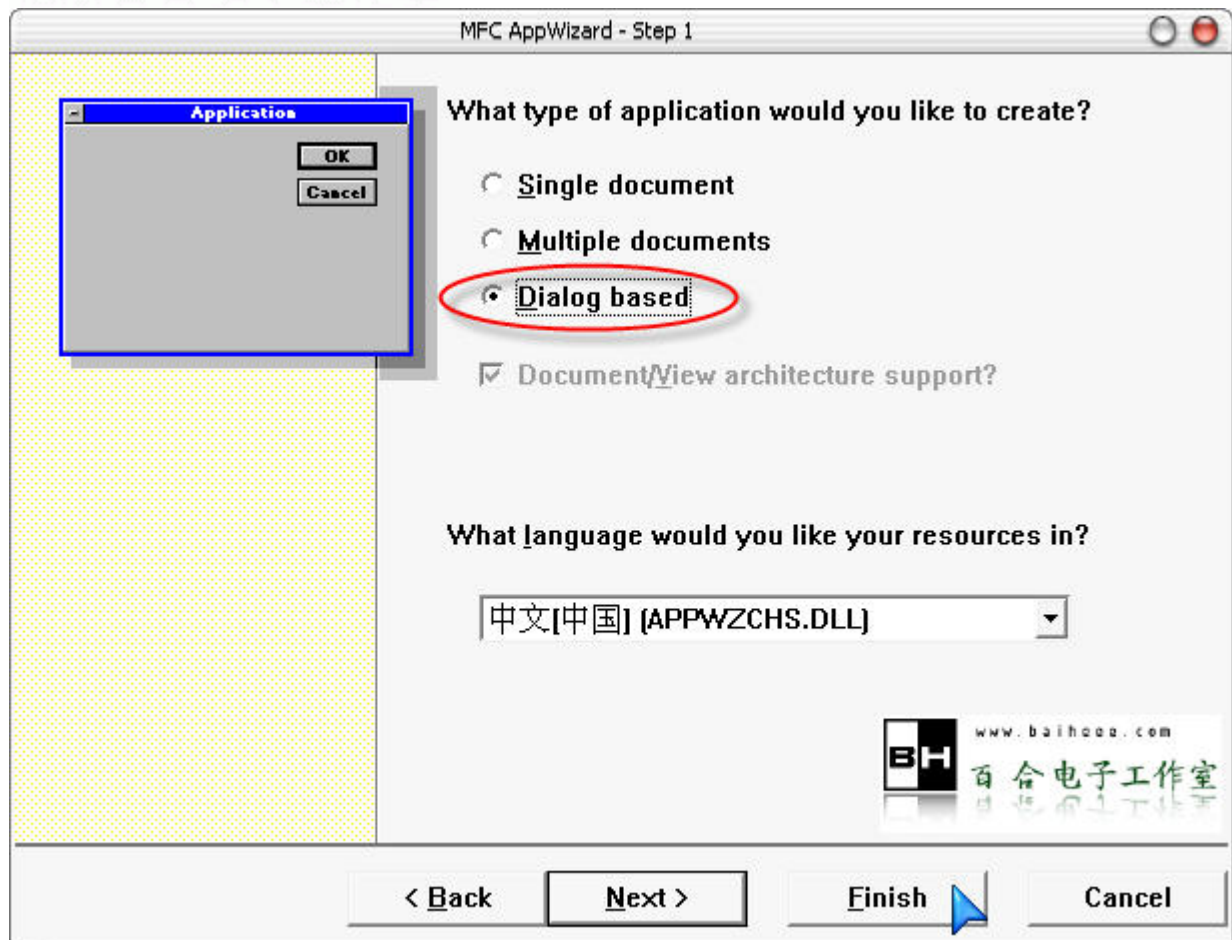 MFC AppWizard - Step 1
Application
OK
Cancel
What type of application would you like to create?
Single document
Multiple documents
Dialog based
Document/View architecture support?
What language would you like your resources in?
中文[中国] (APPWZCHS.DLL)
BH
www.baiheee.com
百合电子工作室
< Back
Next >
Finish
Cancel